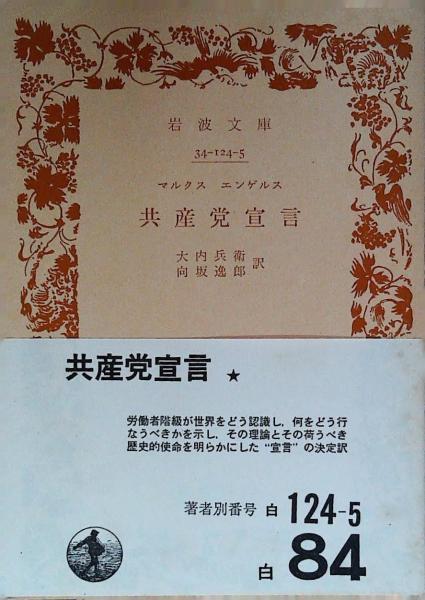 岩波文庫
34-124-5
マルクス エンゲルス
共産党宣言
大内兵衛
向坂逸郎 訳
共産党宣言 ★
労働者階級が世界をどう認識し，何をどう行
なうべきかを示し，その理論とその荷うべき
歴史的使命を明らかにした“宣言”の決定訳
著者別番号 白 124-5
白 84